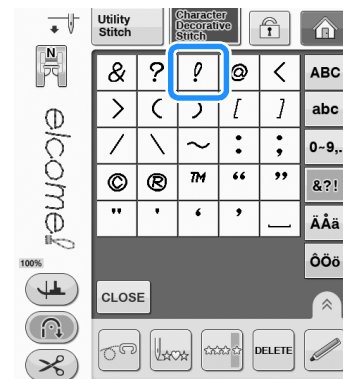 Utility
Stitch
Character
Decorative
Stitch
N
& ? ! @ < ABC
> ( ) [ ] abc
/ \ ~ : ; 0~9,.
© ® TM “ ” &?!
" ' ‘ ’ _ ÄÅä
ÔÖö
elcome!
100%
CLOSE
DELETE